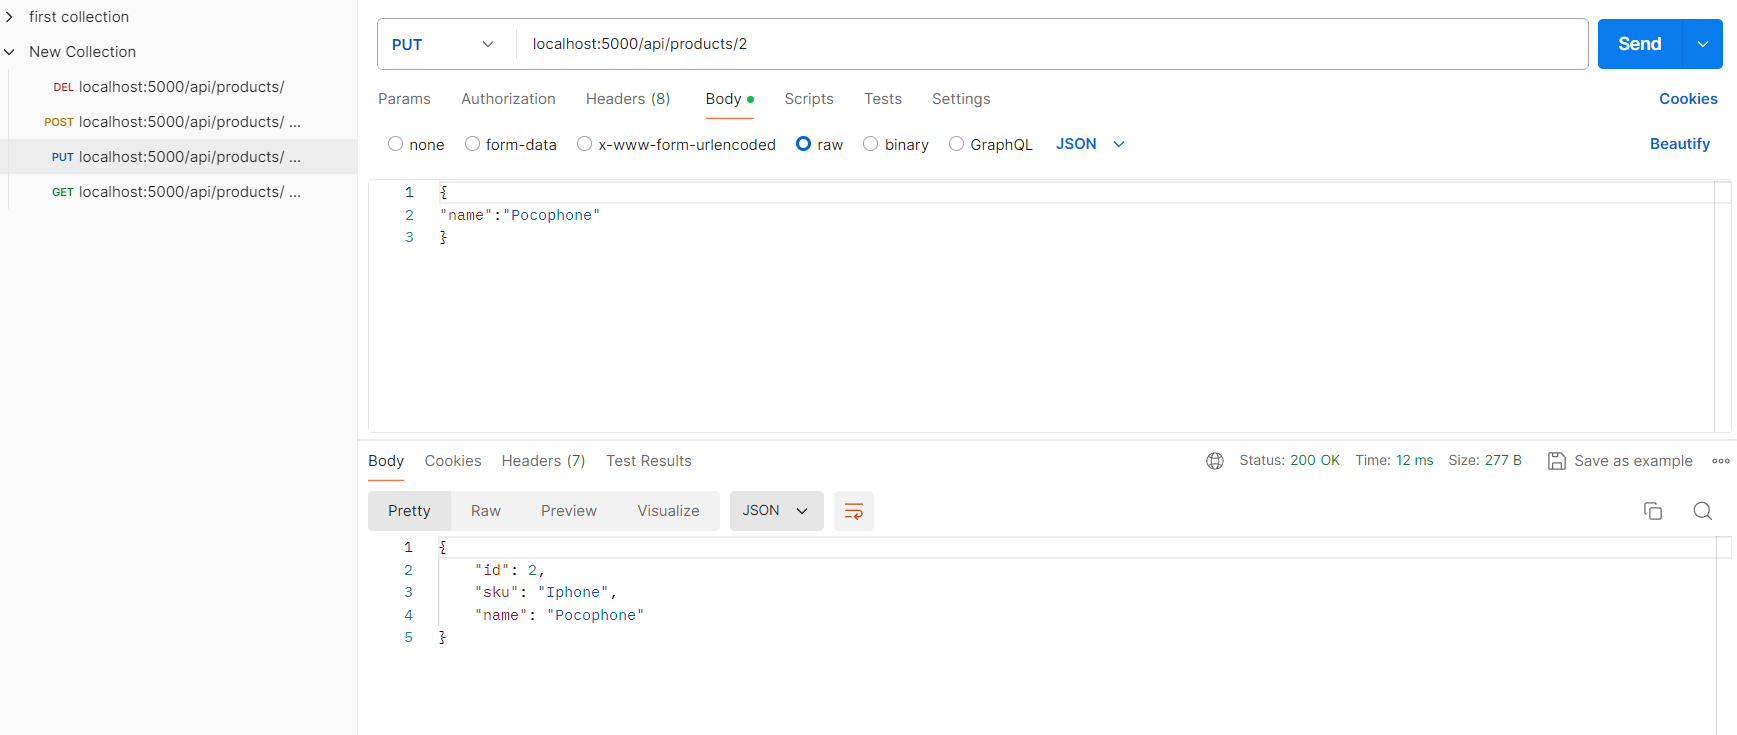 first collection
New Collection
DEL localhost:5000/api/products/
POST localhost:5000/api/products/ ...
PUT localhost:5000/api/products/ ...
GET localhost:5000/api/products/ ...
PUT localhost:5000/api/products/2 Send
Params Authorization Headers (8) Body Scripts Tests Settings Cookies
none form-data x-www-form-urlencoded raw binary GraphQL JSON Beautify
1 {
2 "name":"Pocophone"
3 }
Body Cookies Headers (7) Test Results Status: 200 OK Time: 12 ms Size: 277 B Save as example
Pretty Raw Preview Visualize JSON
1 {
2 "id": 2,
3 "sku": "Iphone",
4 "name": "Pocophone"
5 }